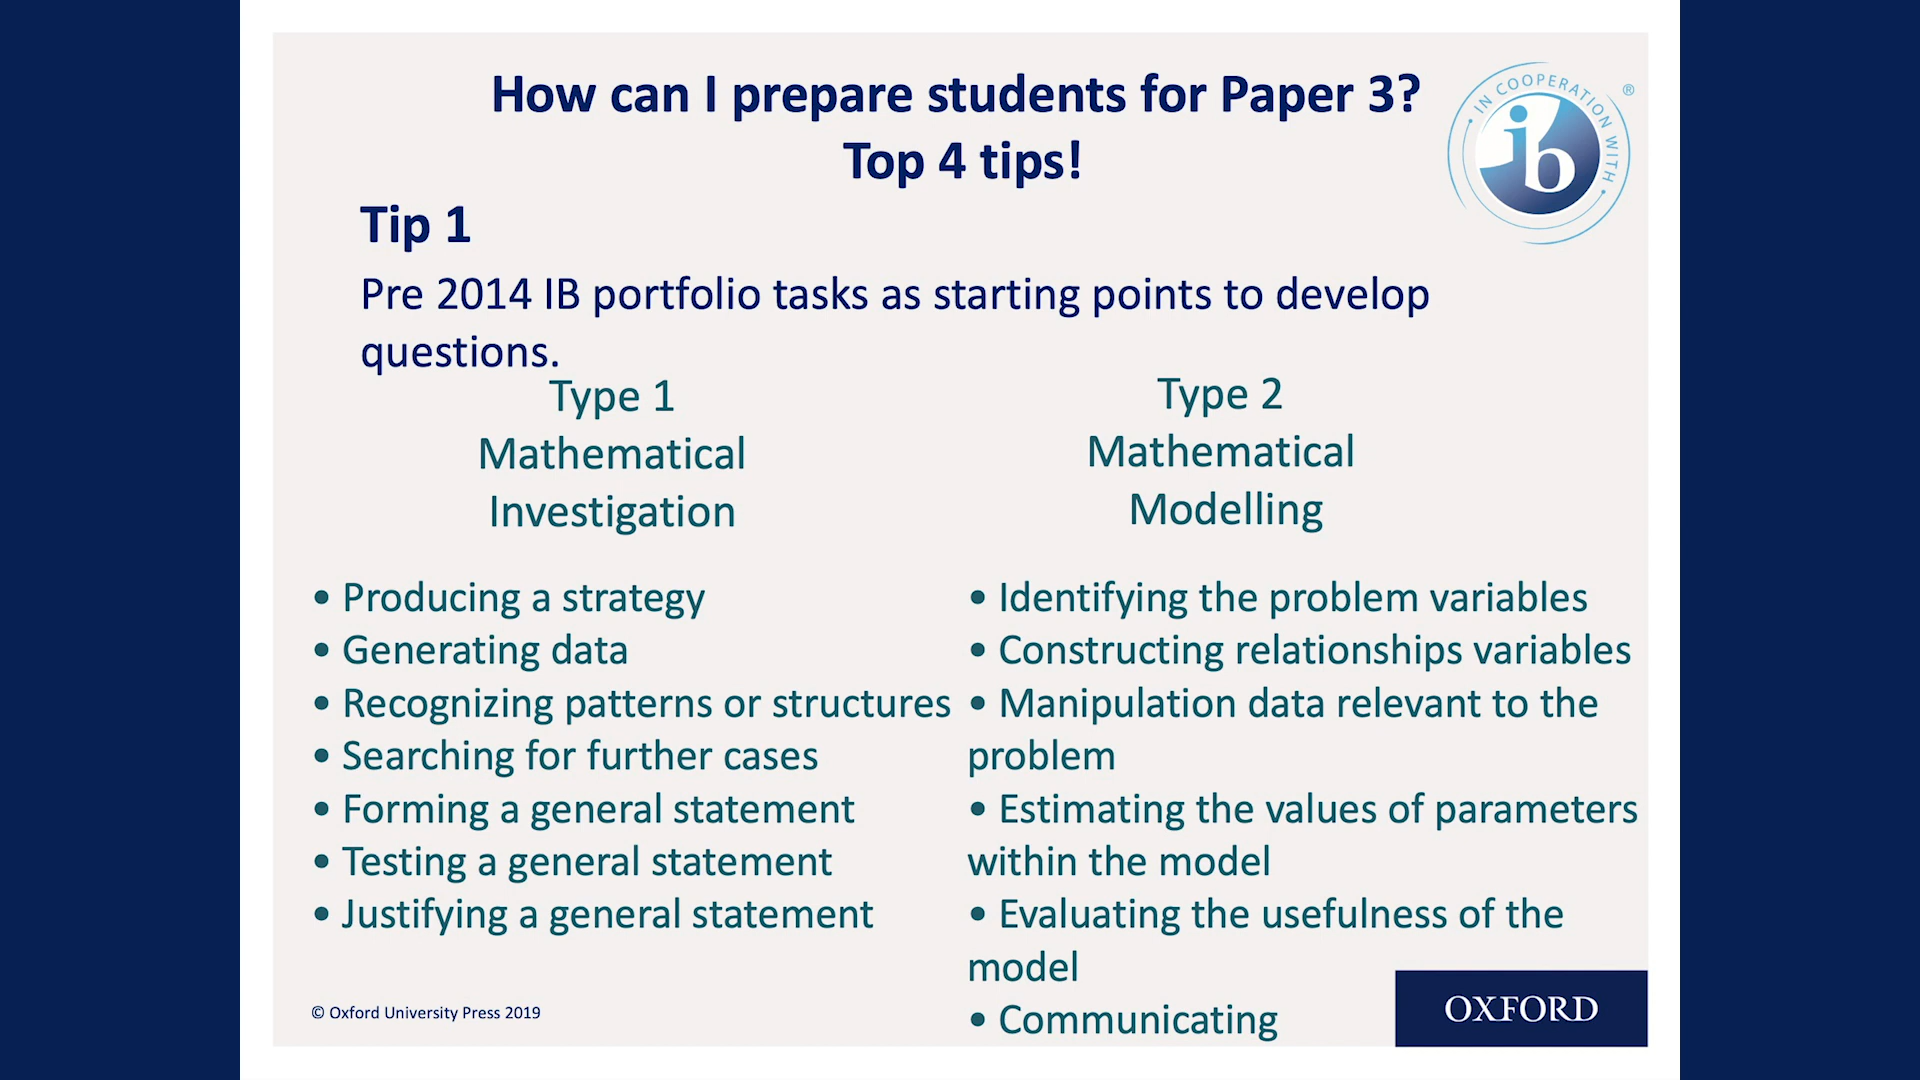 How can I prepare students for Paper 3?
Top 4 tips!
IN COOPERATION WITH
ib
®
Tip 1
Pre 2014 IB portfolio tasks as starting points to develop
questions.
Type 1
Mathematical
Investigation
• Producing a strategy
• Generating data
• Recognizing patterns or structures
• Searching for further cases
• Forming a general statement
• Testing a general statement
• Justifying a general statement
Type 2
Mathematical
Modelling
• Identifying the problem variables
• Constructing relationships variables
• Manipulation data relevant to the
problem
• Estimating the values of parameters
within the model
• Evaluating the usefulness of the
model
• Communicating
© Oxford University Press 2019
OXFORD